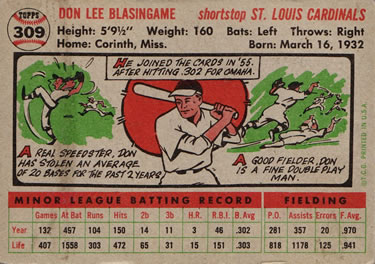 TOPPS
309
DON LEE BLASINGAME shortstop ST. LOUIS CARDINALS
Height: 5'9½" Weight: 160 Bats: Left Throws: Right
Home: Corinth, Miss. Born: March 16, 1932
HE JOINED THE CARDS IN '55.
AFTER HITTING .302 FOR OMAHA.
A REAL SPEEDSTER, DON
HAS STOLEN AN AVERAGE OF
20 BASES FOR THE PAST 2 YEARS.
A GOOD FIELDER, DON
IS A FINE DOUBLE PLAY
MAN.
©T.C.G. PRINTED IN U.S.A.
MINOR LEAGUE BATTING RECORD FIELDING
Games At Bat Runs Hits 2b 3b H.R. R.B.I. B. Avg P.O. Assists Errors F. Avg.
Year 132 457 94 150 14 11 3 46 .302 281 357 20 .970
Life 407 1558 303 472 65 31 15 153 .303 818 1178 125 .941